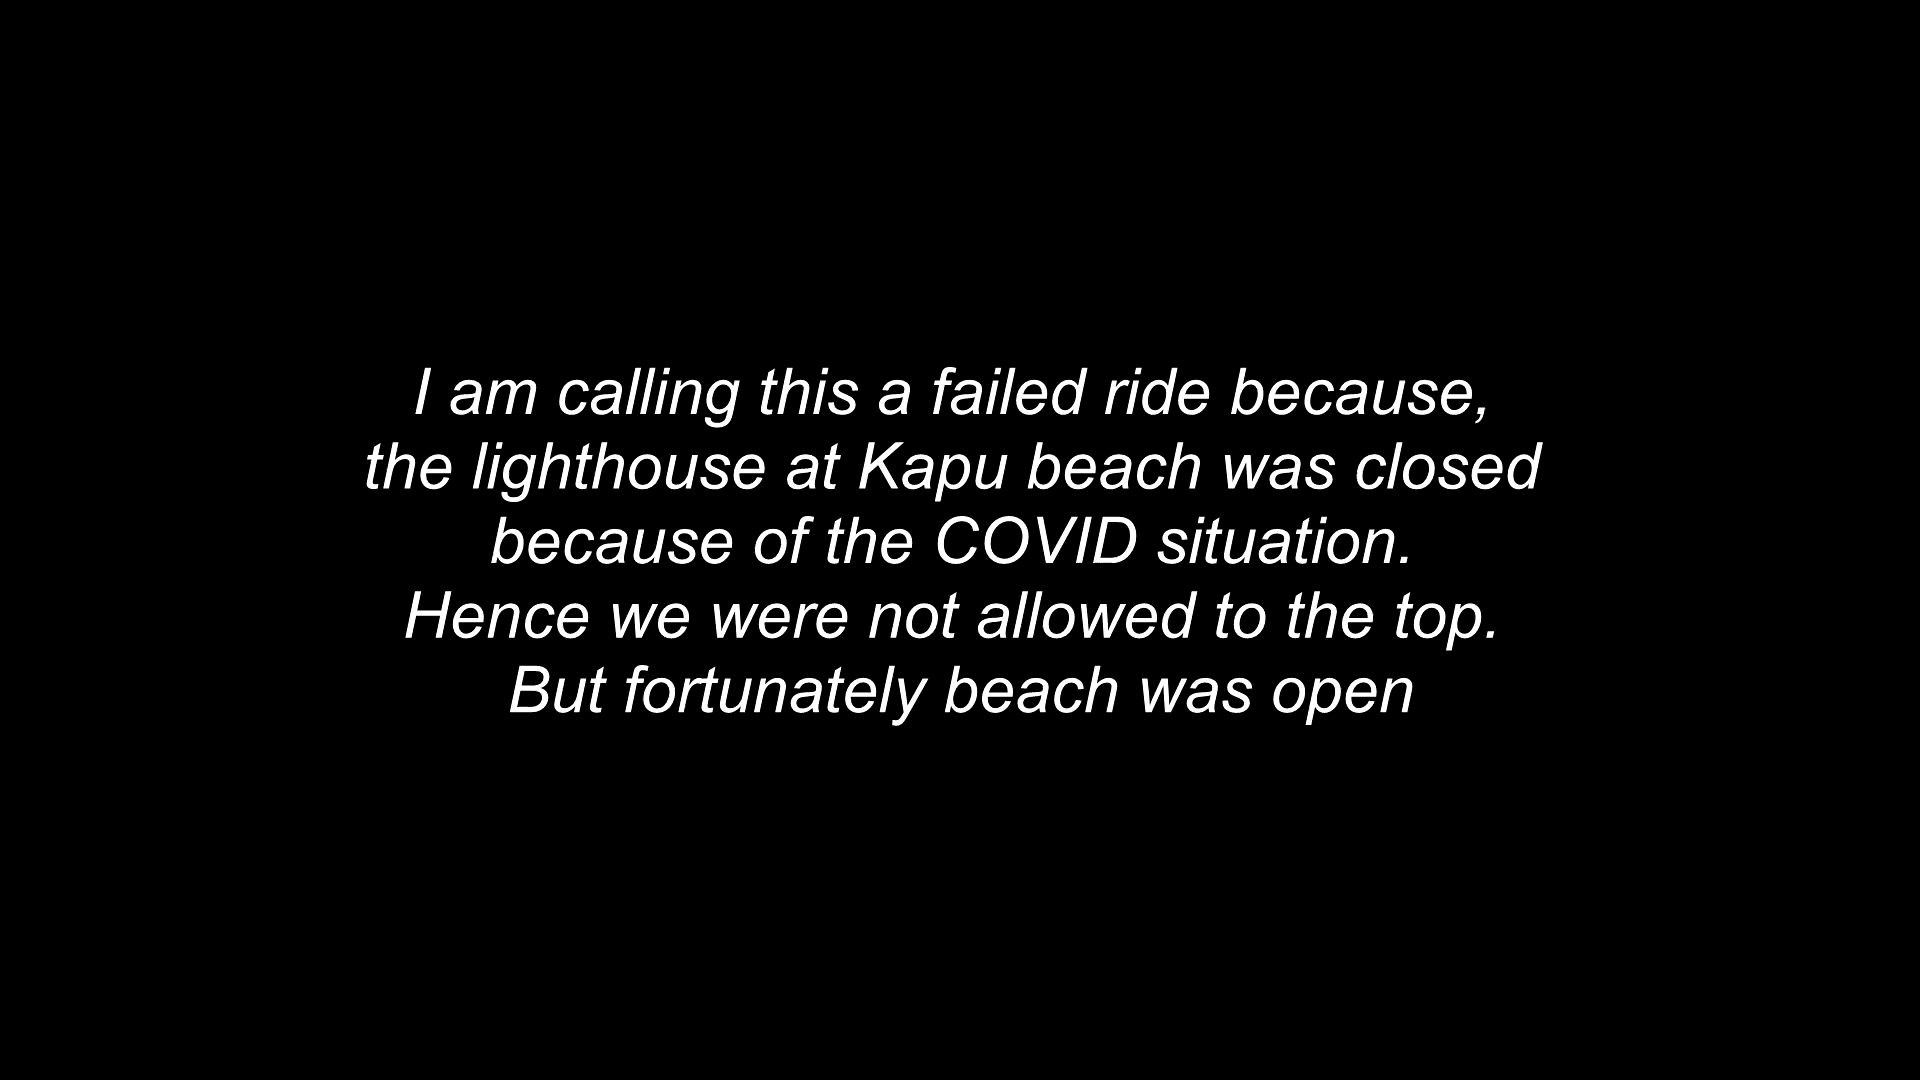 I am calling this a failed ride because,
the lighthouse at Kapu beach was closed
because of the COVID situation.
Hence we were not allowed to the top.
But fortunately beach was open